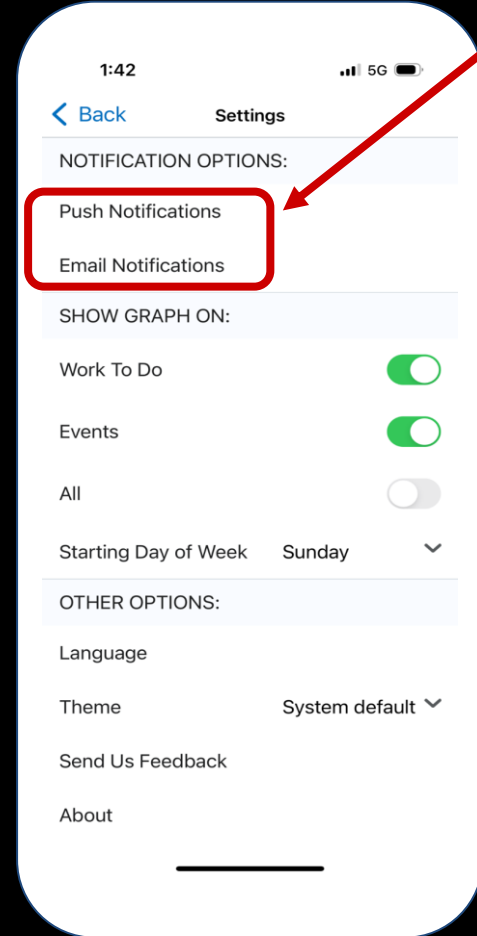 1:42 5G
Back Settings
NOTIFICATION OPTIONS:
Push Notifications
Email Notifications
SHOW GRAPH ON:
Work To Do
Events
All
Starting Day of Week Sunday
OTHER OPTIONS:
Language
Theme System default
Send Us Feedback
About